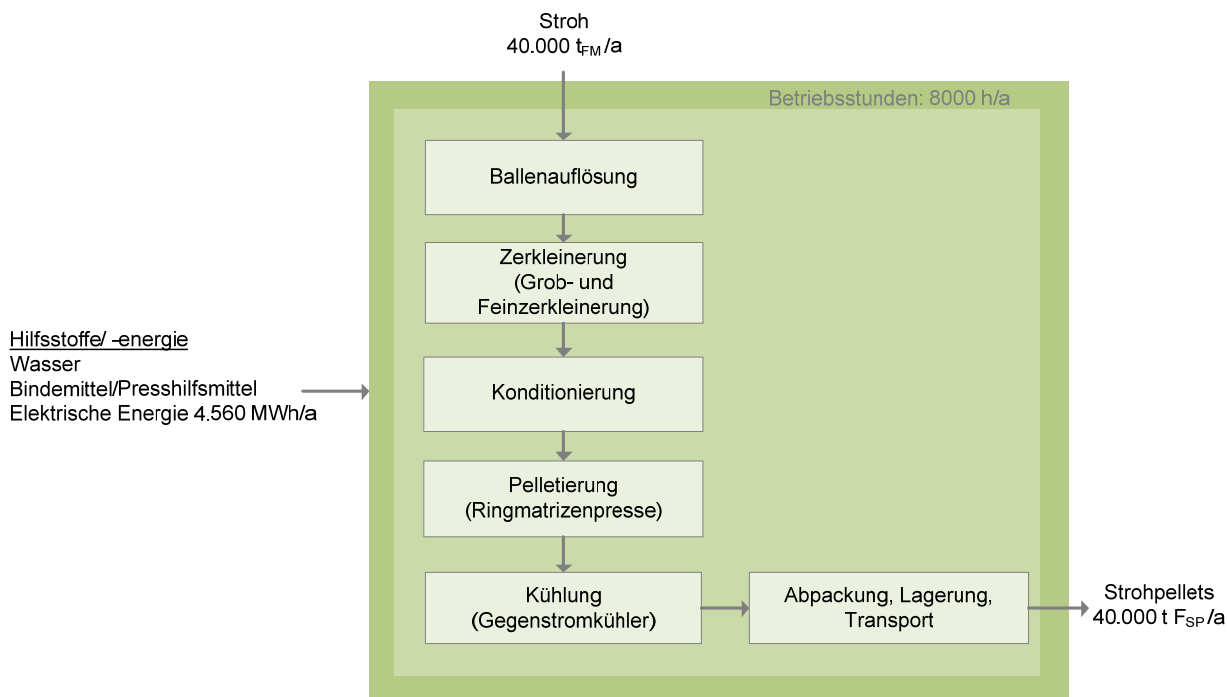 Stroh
40.000 tFM/a
Betriebsstunden: 8000 h/a
Ballenauflösung
Zerkleinerung
(Grob- und
Feinzerkleinerung)
Hilfsstoffe/ -energie
Wasser
Bindemittel/Presshilfsmittel
Elektrische Energie 4.560 MWh/a
Konditionierung
Pelletierung
(Ringmatrizenpresse)
Kühlung
(Gegenstromkühler)
Abpackung, Lagerung,
Transport
Strohpellets
40.000 t FSP/a